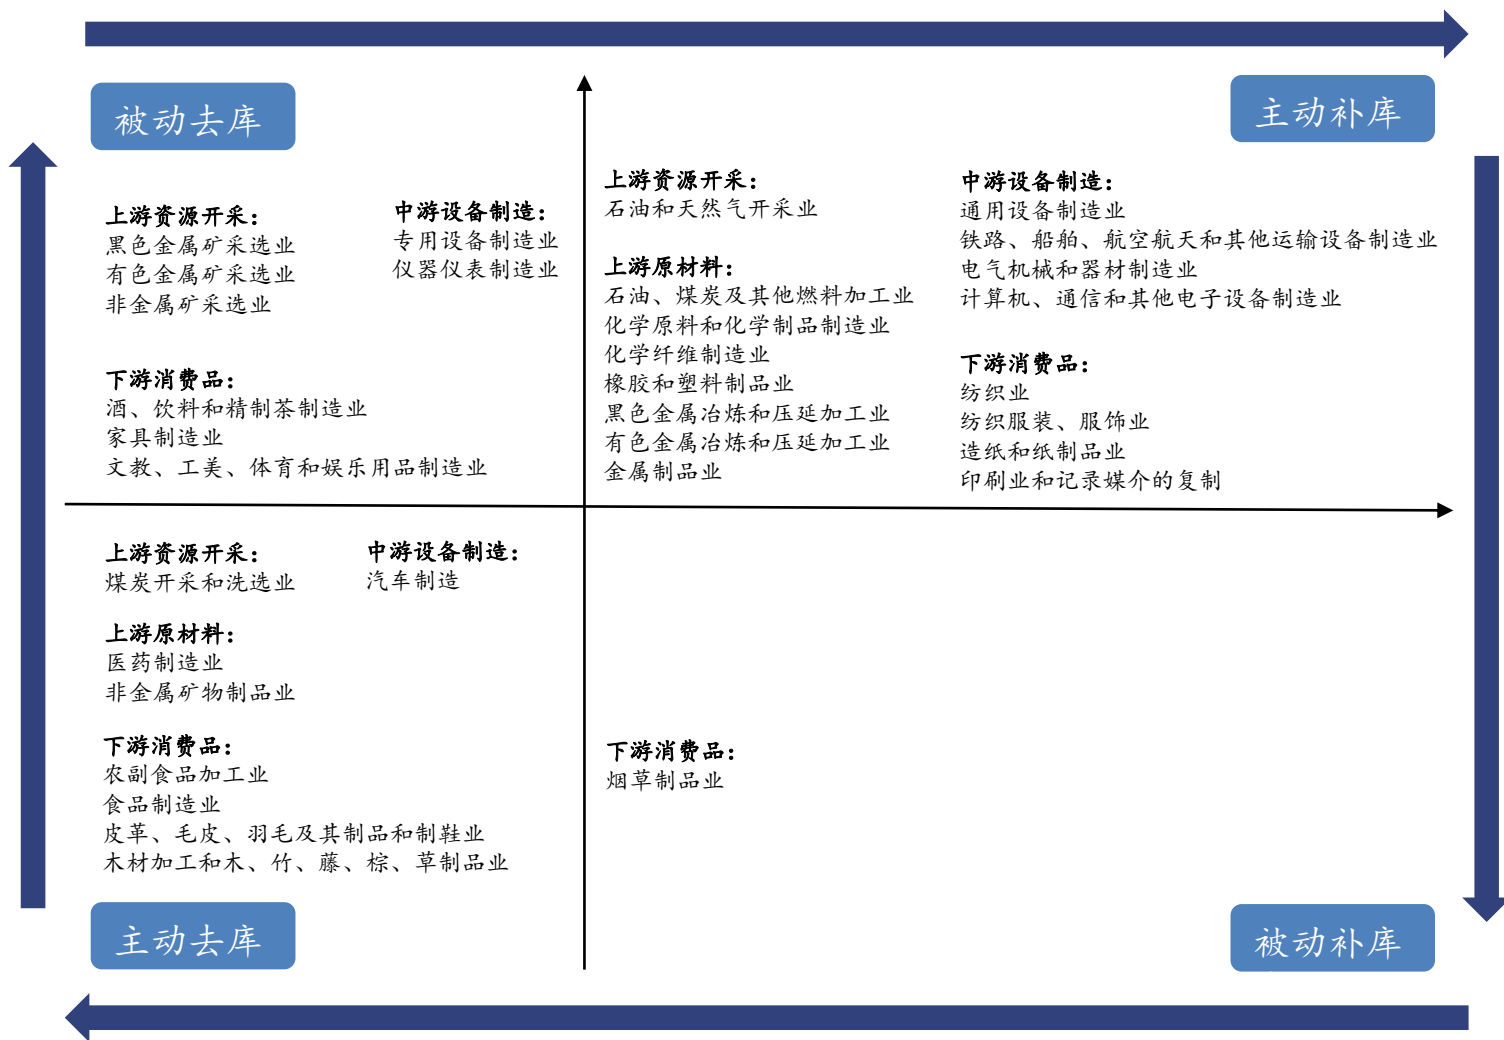 被动去库
主动补库
上游资源开采：
黑色金属矿采选业
有色金属矿采选业
非金属矿采选业
中游设备制造：
专用设备制造业
仪器仪表制造业
下游消费品：
酒、饮料和精制茶制造业
家具制造业
文教、工美、体育和娱乐用品制造业
上游资源开采：
石油和天然气开采业
上游原材料：
石油、煤炭及其他燃料加工业
化学原料和化学制品制造业
化学纤维制造业
橡胶和塑料制品业
黑色金属冶炼和压延加工业
有色金属冶炼和压延加工业
金属制品业
中游设备制造：
通用设备制造业
铁路、船舶、航空航天和其他运输设备制造业
电气机械和器材制造业
计算机、通信和其他电子设备制造业
下游消费品：
纺织业
纺织服装、服饰业
造纸和纸制品业
印刷业和记录媒介的复制
上游资源开采：
煤炭开采和洗选业
中游设备制造：
汽车制造
上游原材料：
医药制造业
非金属矿物制品业
下游消费品：
农副食品加工业
食品制造业
皮革、毛皮、羽毛及其制品和制鞋业
木材加工和木、竹、藤、棕、草制品业
下游消费品：
烟草制品业
主动去库
被动补库